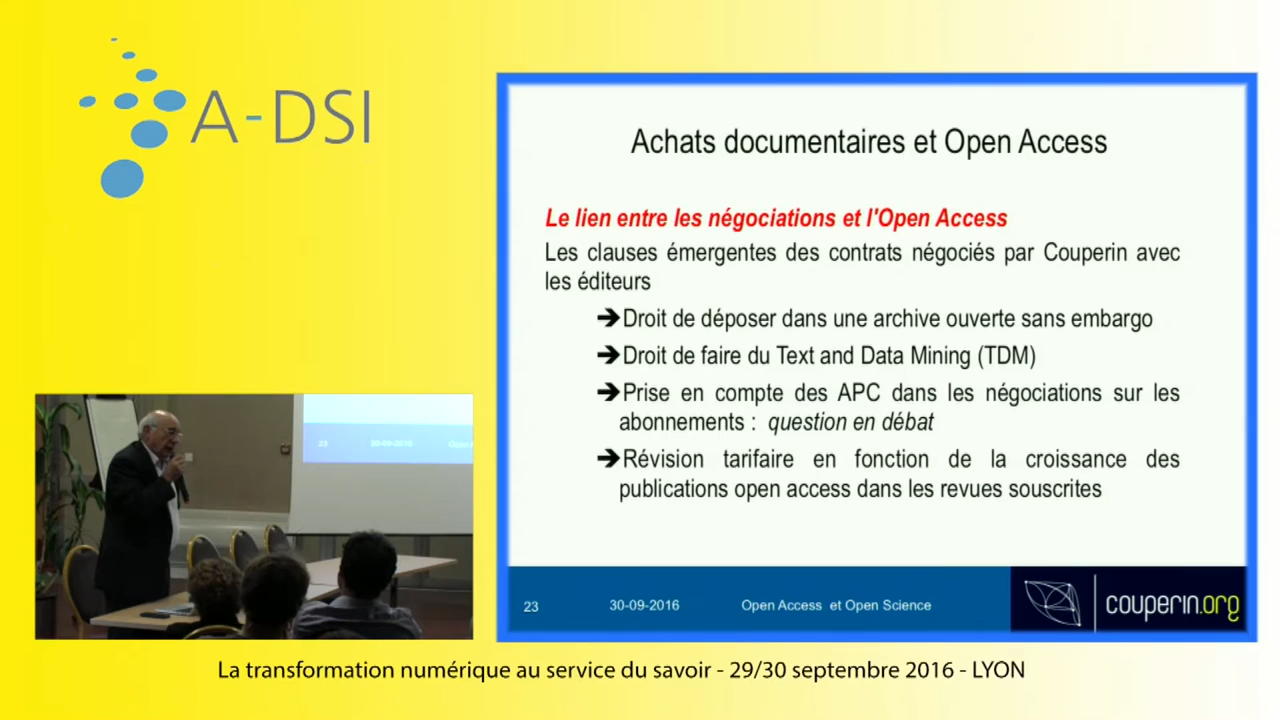 A-DSI
Achats documentaires et Open Access
Le lien entre les négociations et l'Open Access
Les clauses émergentes des contrats négociés par Couperin avec
les éditeurs
➔Droit de déposer dans une archive ouverte sans embargo
➔Droit de faire du Text and Data Mining (TDM)
➔Prise en compte des APC dans les négociations sur les
abonnements : question en débat
➔Révision tarifaire en fonction de la croissance des
publications open access dans les revues souscrites
23 30-09-2016 Open Access et Open Science
couperin.org
23 30-09-2016 Open
La transformation numérique au service du savoir - 29/30 septembre 2016 - LYON